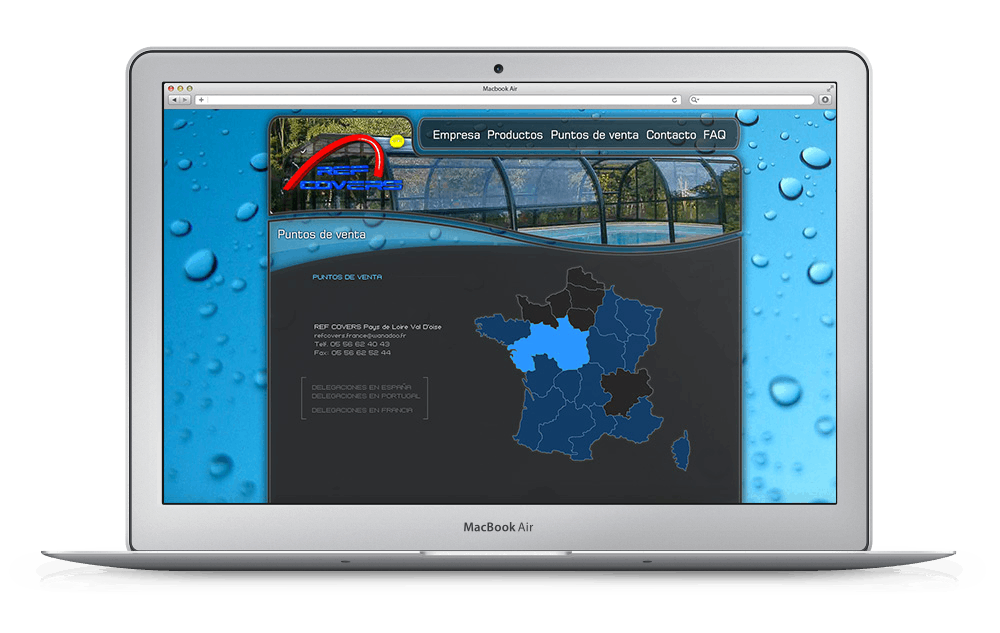 Macbook Air
Empresa Productos Puntos de venta Contacto FAQ
REF
COVERS
Puntos de venta
PUNTOS DE VENTA
REF COVERS Pays de Loire Val D'oise
refcovers.france@wanadoo.fr
Telf. 05 56 62 40 43
Fax: 05 56 62 52 44
DELEGACIONES EN ESPAÑA
DELEGACIONES EN PORTUGAL
DELEGACIONES EN FRANCIA
MacBook Air